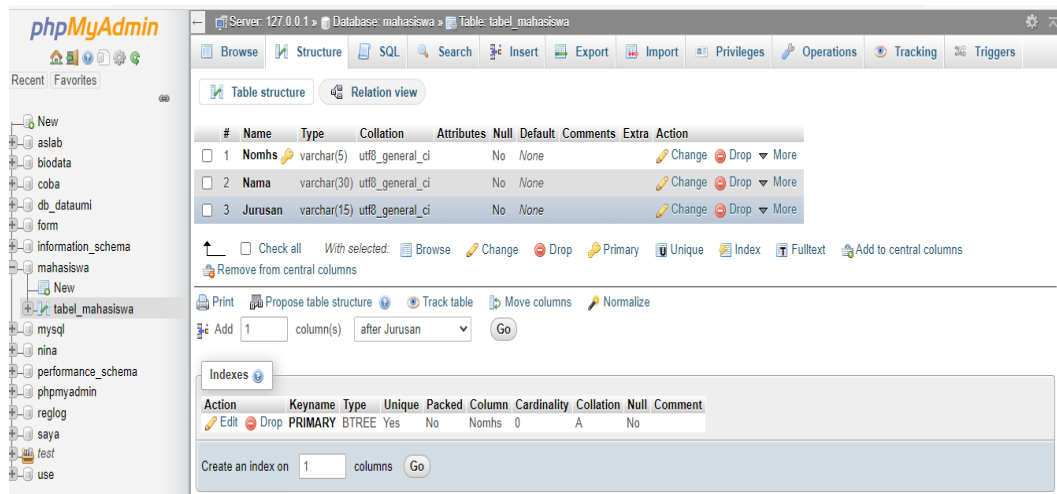 phpMyAdmin
Recent Favorites
New
aslab
biodata
coba
db_dataumi
form
information_schema
mahasiswa
New
tabel_mahasiswa
mysql
nina
performance_schema
phpmyadmin
reglog
saya
test
use
Server: 127.0.0.1 » Database: mahasiswa » Table: tabel_mahasiswa
Browse Structure SQL Search Insert Export Import Privileges Operations Tracking Triggers
Table structure Relation view
# Name Type Collation Attributes Null Default Comments Extra Action
1 Nomhs varchar(5) utf8_general_ci No None Change Drop More
2 Nama varchar(30) utf8_general_ci No None Change Drop More
3 Jurusan varchar(15) utf8_general_ci No None Change Drop More
Check all With selected: Browse Change Drop Primary Unique Index Fulltext Add to central columns
Remove from central columns
Print Propose table structure Track table Move columns Normalize
Add 1 column(s) after Jurusan Go
Indexes
Action Keyname Type Unique Packed Column Cardinality Collation Null Comment
Edit Drop PRIMARY BTREE Yes No Nomhs 0 A No
Create an index on 1 columns Go